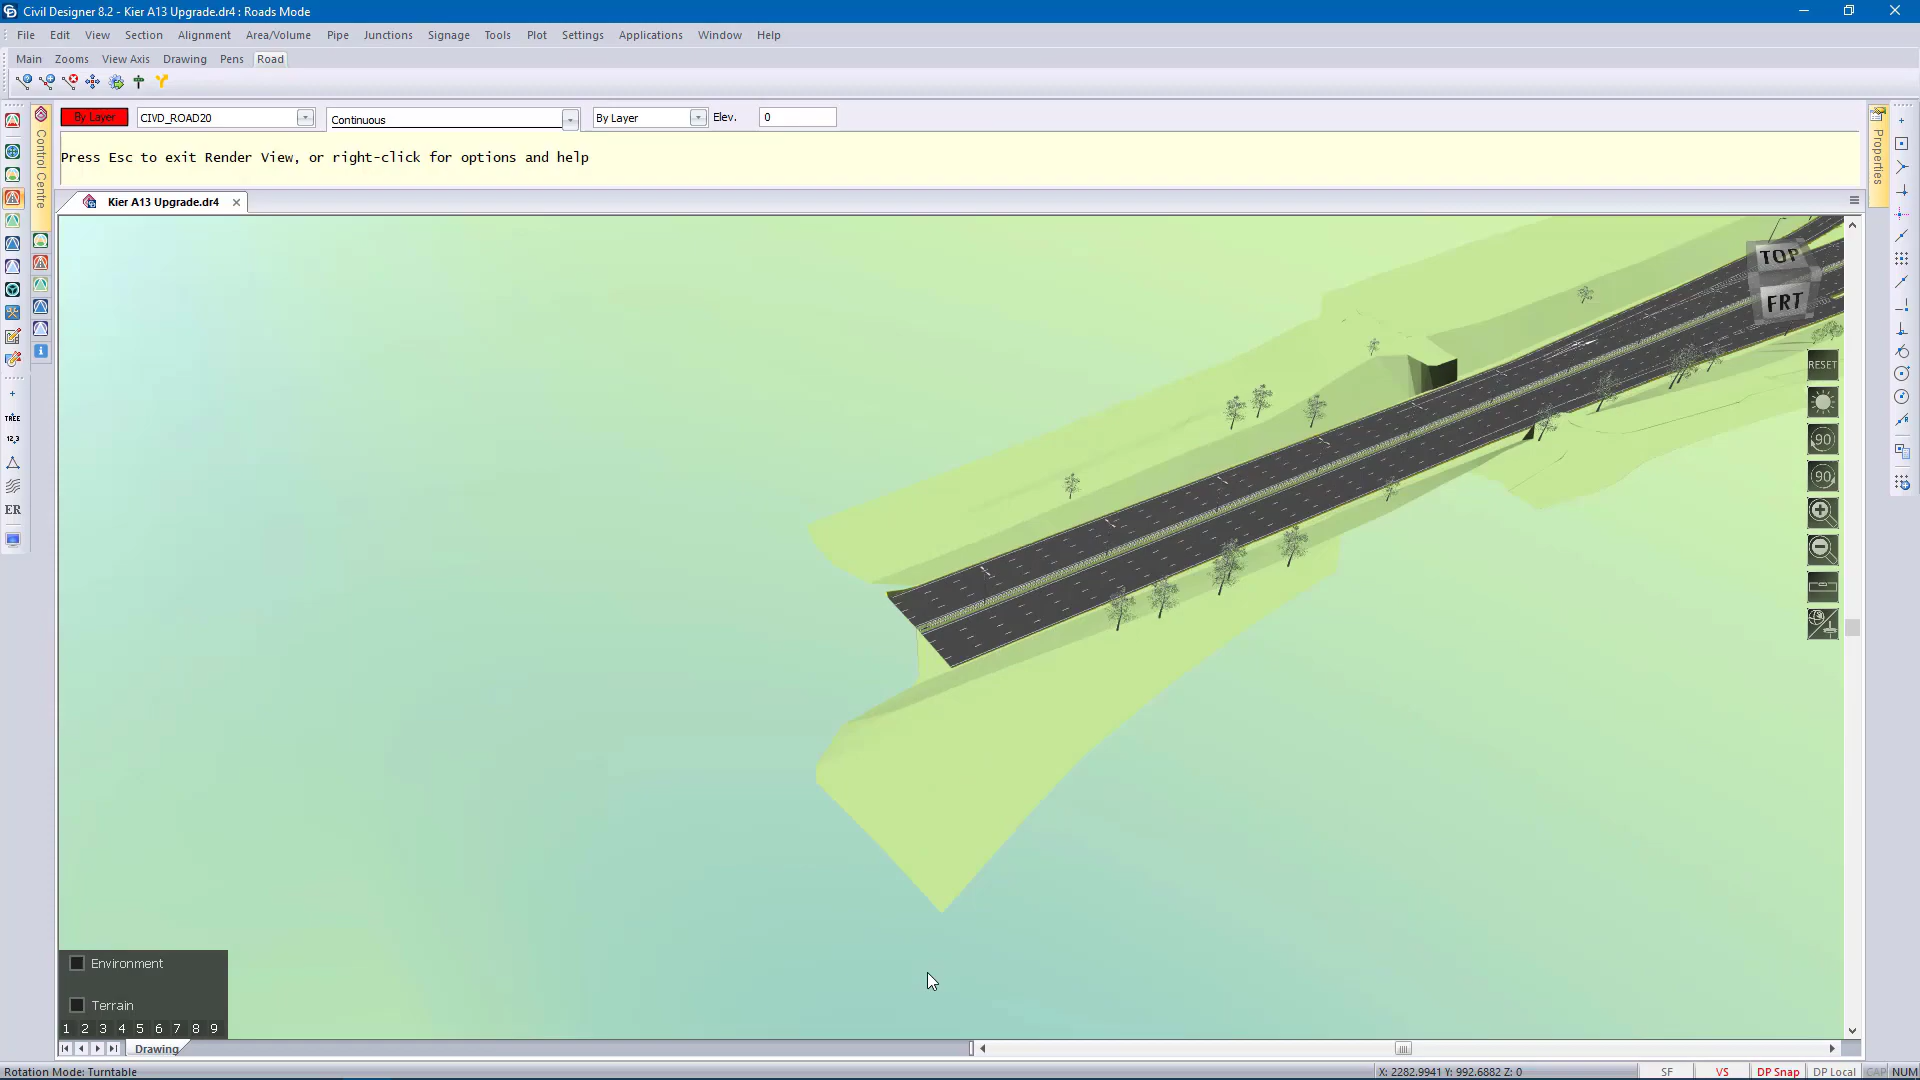 Civil Designer 8.2 - Kier A13 Upgrade.dr4 : Roads Mode
File Edit View Section Alignment Area/Volume Pipe Junctions Signage Tools Plot Settings Applications Window Help
Main Zooms View Axis Drawing Pens Road
By Layer CIVD_ROAD20 Continuous By Layer Elev. 0
Press Esc to exit Render View, or right-click for options and help
Control Centre
Properties
Kier A13 Upgrade.dr4
TOP
FRT
RESET
90
90
TREE
12,3
ER
Environment
Terrain
1 2 3 4 5 6 7 8 9
Drawing
Rotation Mode: Turntable X: 2282.9941 Y: 992.6882 Z: 0 SF VS DP Snap DP Local CAP NUM